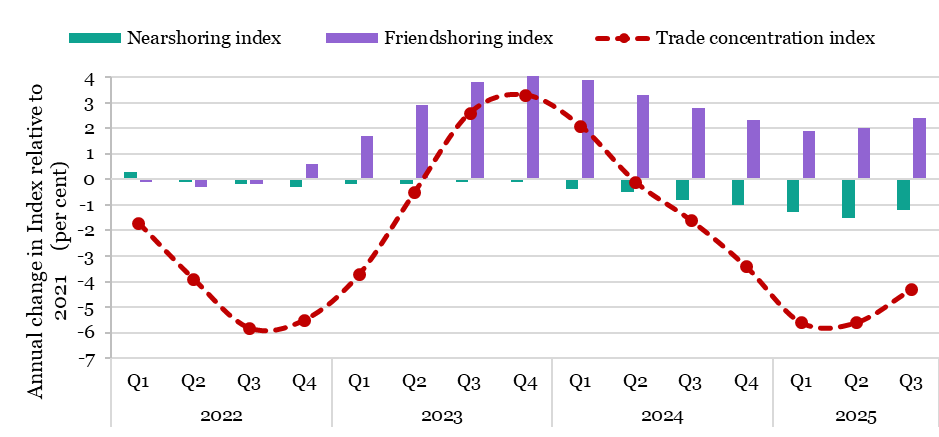 Nearshoring index Friendshoring index Trade concentration index
Annual change in Index relative to
2021 (per cent)
4
3
2
1
0
-1
-2
-3
-4
-5
-6
-7
Q1 Q2 Q3 Q4 Q1 Q2 Q3 Q4 Q1 Q2 Q3 Q4 Q1 Q2 Q3
2022 2023 2024 2025